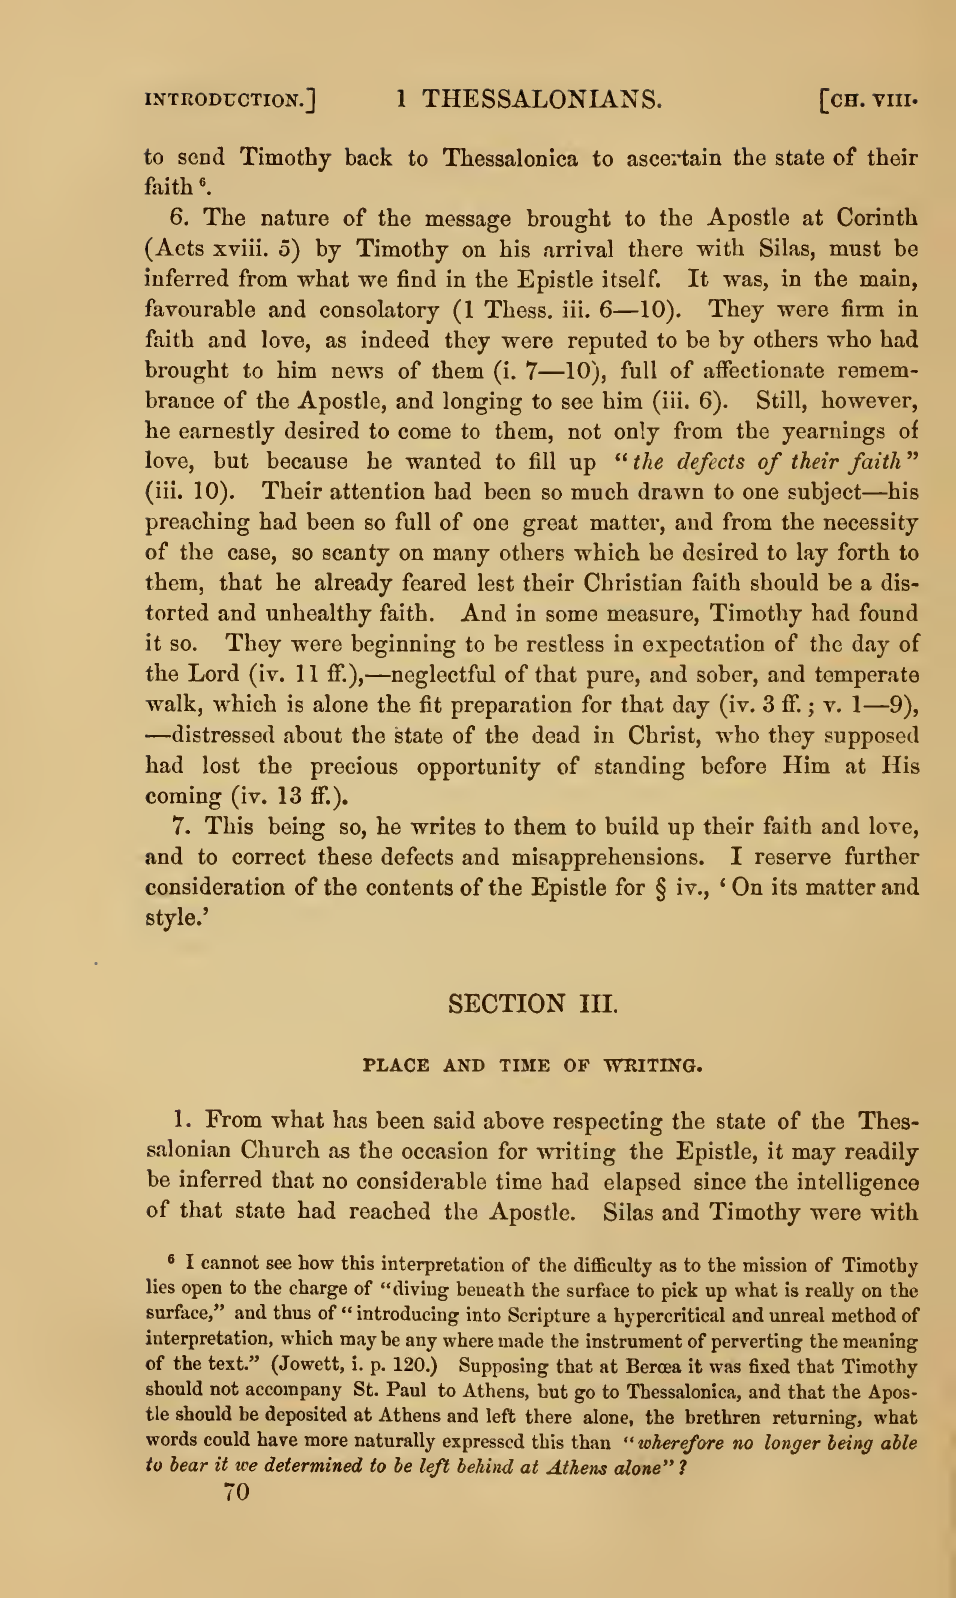 INTRODUCTION.] 1 THESSALONIANS. [CH. VIII.
to send Timothy back to Thessalonica to ascertain the state of their
faith ⁶.
6. The nature of the message brought to the Apostle at Corinth
(Acts xviii. 5) by Timothy on his arrival there with Silas, must be
inferred from what we find in the Epistle itself. It was, in the main,
favourable and consolatory (1 Thess. iii. 6—10). They were firm in
faith and love, as indeed they were reputed to be by others who had
brought to him news of them (i. 7—10), full of affectionate remem-
brance of the Apostle, and longing to see him (iii. 6). Still, however,
he earnestly desired to come to them, not only from the yearnings of
love, but because he wanted to fill up “the defects of their faith”
(iii. 10). Their attention had been so much drawn to one subject—his
preaching had been so full of one great matter, and from the necessity
of the case, so scanty on many others which he desired to lay forth to
them, that he already feared lest their Christian faith should be a dis-
torted and unhealthy faith. And in some measure, Timothy had found
it so. They were beginning to be restless in expectation of the day of
the Lord (iv. 11 ff.),—neglectful of that pure, and sober, and temperate
walk, which is alone the fit preparation for that day (iv. 3 ff.; v. 1—9),
—distressed about the state of the dead in Christ, who they supposed
had lost the precious opportunity of standing before Him at His
coming (iv. 13 ff.).
7. This being so, he writes to them to build up their faith and love,
and to correct these defects and misapprehensions. I reserve further
consideration of the contents of the Epistle for § iv., ‘On its matter and
style.’
SECTION III.
PLACE AND TIME OF WRITING.
1. From what has been said above respecting the state of the Thes-
salonian Church as the occasion for writing the Epistle, it may readily
be inferred that no considerable time had elapsed since the intelligence
of that state had reached the Apostle. Silas and Timothy were with
⁶ I cannot see how this interpretation of the difficulty as to the mission of Timothy
lies open to the charge of “diving beneath the surface to pick up what is really on the
surface,” and thus of “introducing into Scripture a hypercritical and unreal method of
interpretation, which may be any where made the instrument of perverting the meaning
of the text.” (Jowett, i. p. 120.) Supposing that at Berœa it was fixed that Timothy
should not accompany St. Paul to Athens, but go to Thessalonica, and that the Apos-
tle should be deposited at Athens and left there alone, the brethren returning, what
words could have more naturally expressed this than “wherefore no longer being able
to bear it we determined to be left behind at Athens alone”?
70